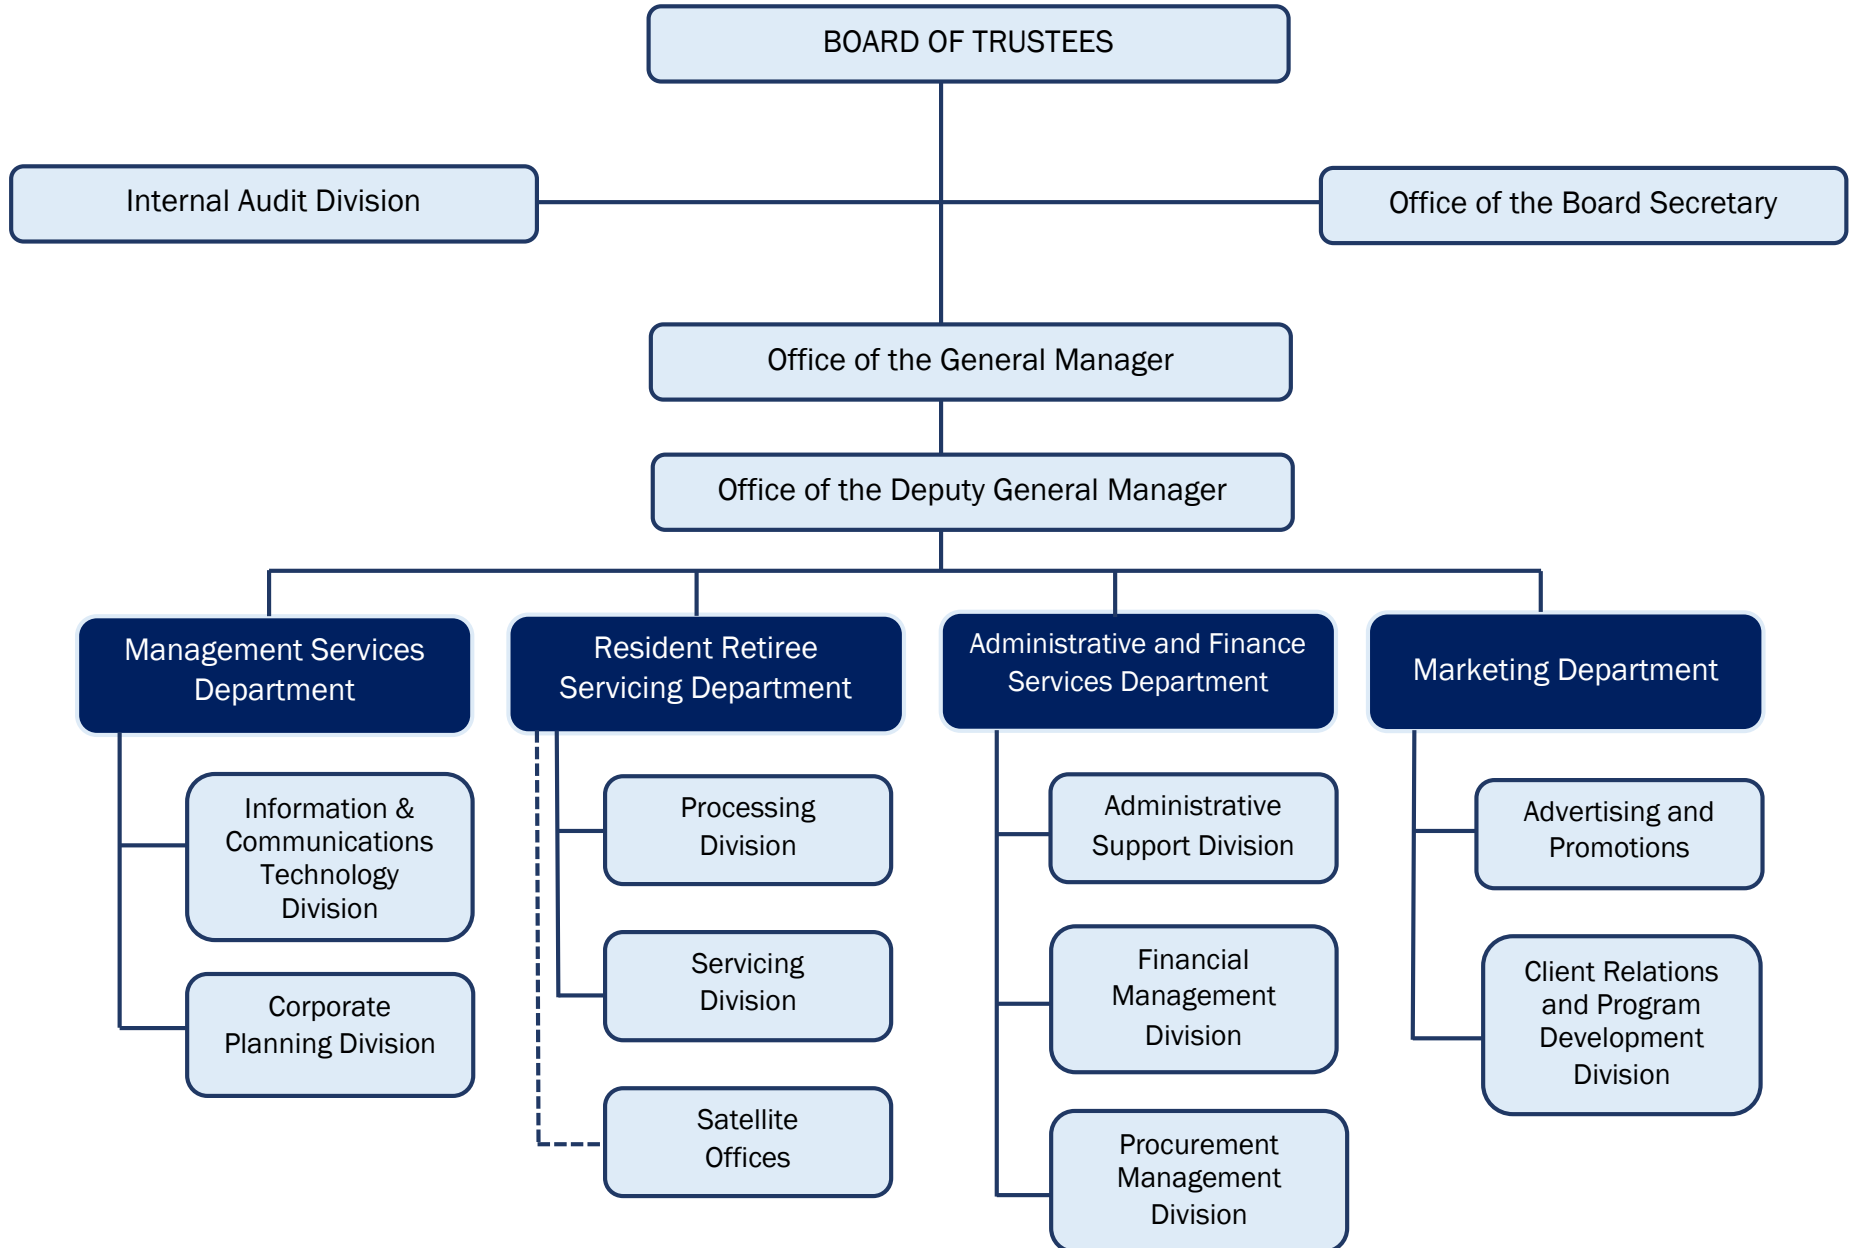 BOARD OF TRUSTEES
Internal Audit Division
Office of the Board Secretary
Office of the General Manager
Office of the Deputy General Manager
Management Services
Department
Resident Retiree
Servicing Department
Administrative and Finance
Services Department
Marketing Department
Information &
Communications
Technology
Division
Corporate
Planning Division
Processing
Division
Servicing
Division
Satellite
Offices
Administrative
Support Division
Financial
Management
Division
Procurement
Management
Division
Advertising and
Promotions
Client Relations
and Program
Development
Division